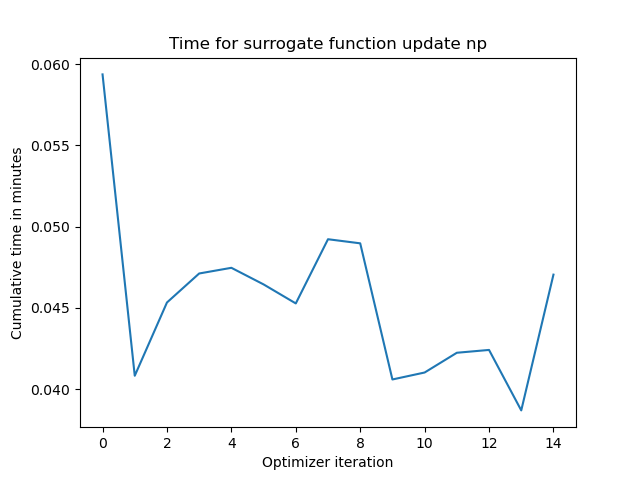 Time for surrogate function update np
0.060
0.055
0.050
0.045
0.040
Cumulative time in minutes
0 2 4 6 8 10 12 14
Optimizer iteration